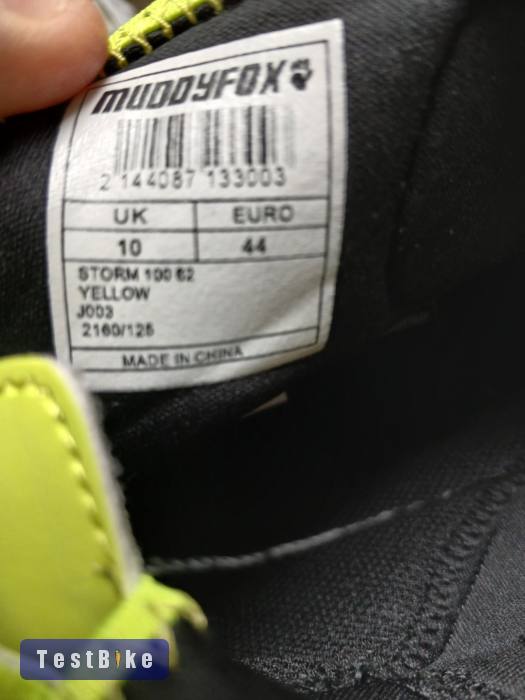 MUDDYFOX
2 144087 133003
UK EURO
10 44
STORM 100 62
YELLOW
J003
2160/125
MADE IN CHINA
TestBike